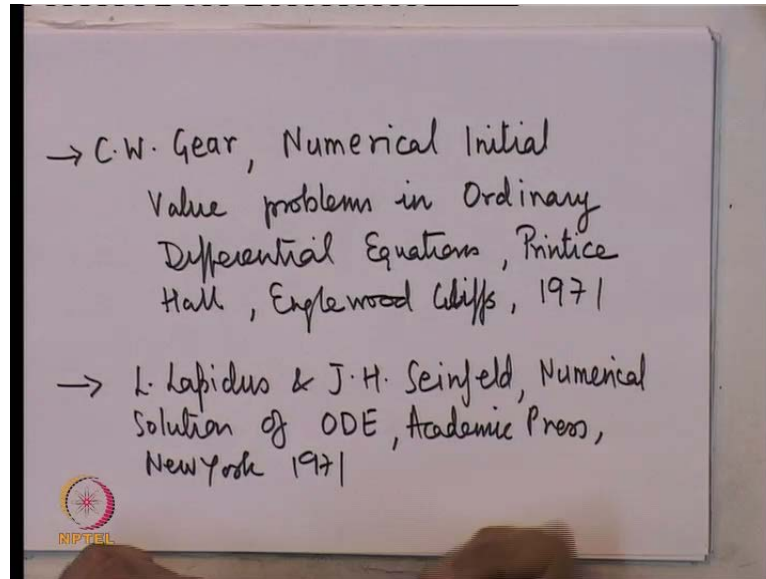 → C.W. Gear, Numerical Initial
Value problems in Ordinary
Differential Equations, Printice
Hall, Englewood Cliffs, 1971
→ L. Lapidus & J.H. Seinfeld, Numerical
Solution of ODE, Academic Press,
New York 1971
NPTEL